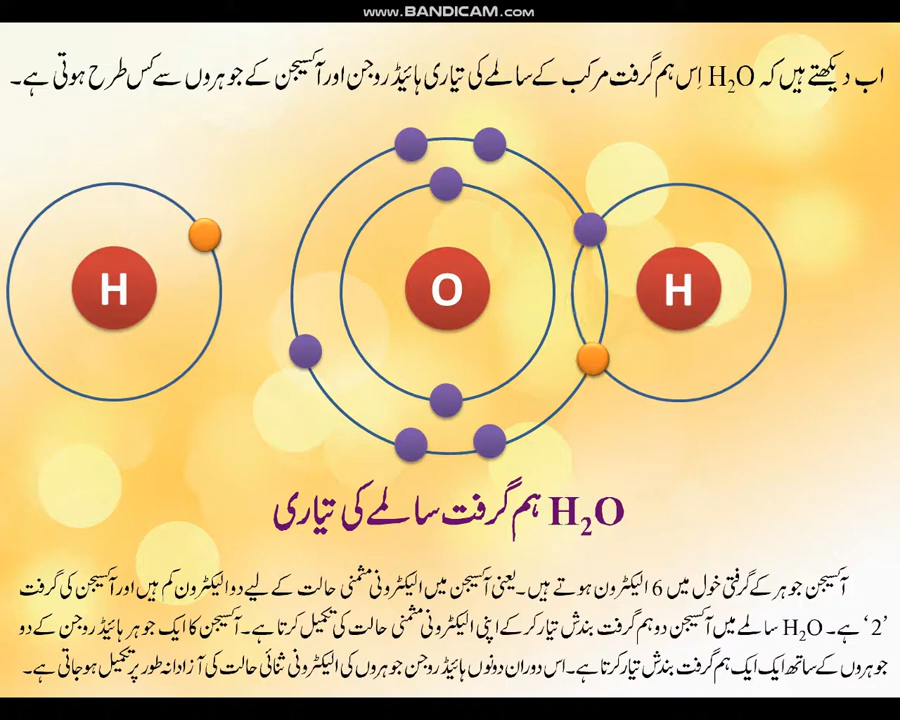 www.BANDICAM.com
اب دیکھتے ہیں کہ H₂O اِس ہم گرفت مرکب کے سالمے کی تیاری ہائیڈروجن اور آکسیجن کے جوہروں سے کس طرح ہوتی ہے۔
H O H
H₂O ہم گرفت سالمے کی تیاری
آکسیجن جوہر کے گرفتی خول میں 6 الیکٹرون ہوتے ہیں۔ یعنی آکسیجن میں الیکٹرونی مثمنی حالت کے لیے دو الیکٹرون کم ہیں اور آکسیجن کی گرفت
’2‘ ہے۔ H₂O سالمے میں آکسیجن دو ہم گرفت بندش تیار کر کے اپنی الیکٹرونی مثمنی حالت کی تکمیل کرتا ہے۔ آکسیجن کا ایک جوہر ہائیڈروجن کے دو
جوہروں کے ساتھ ایک ایک ہم گرفت بندش تیار کرتا ہے۔ اس دوران دونوں ہائیڈروجن جوہروں کی الیکٹرونی ثنائی حالت کی آزادانہ طور پر تکمیل ہو جاتی ہے۔